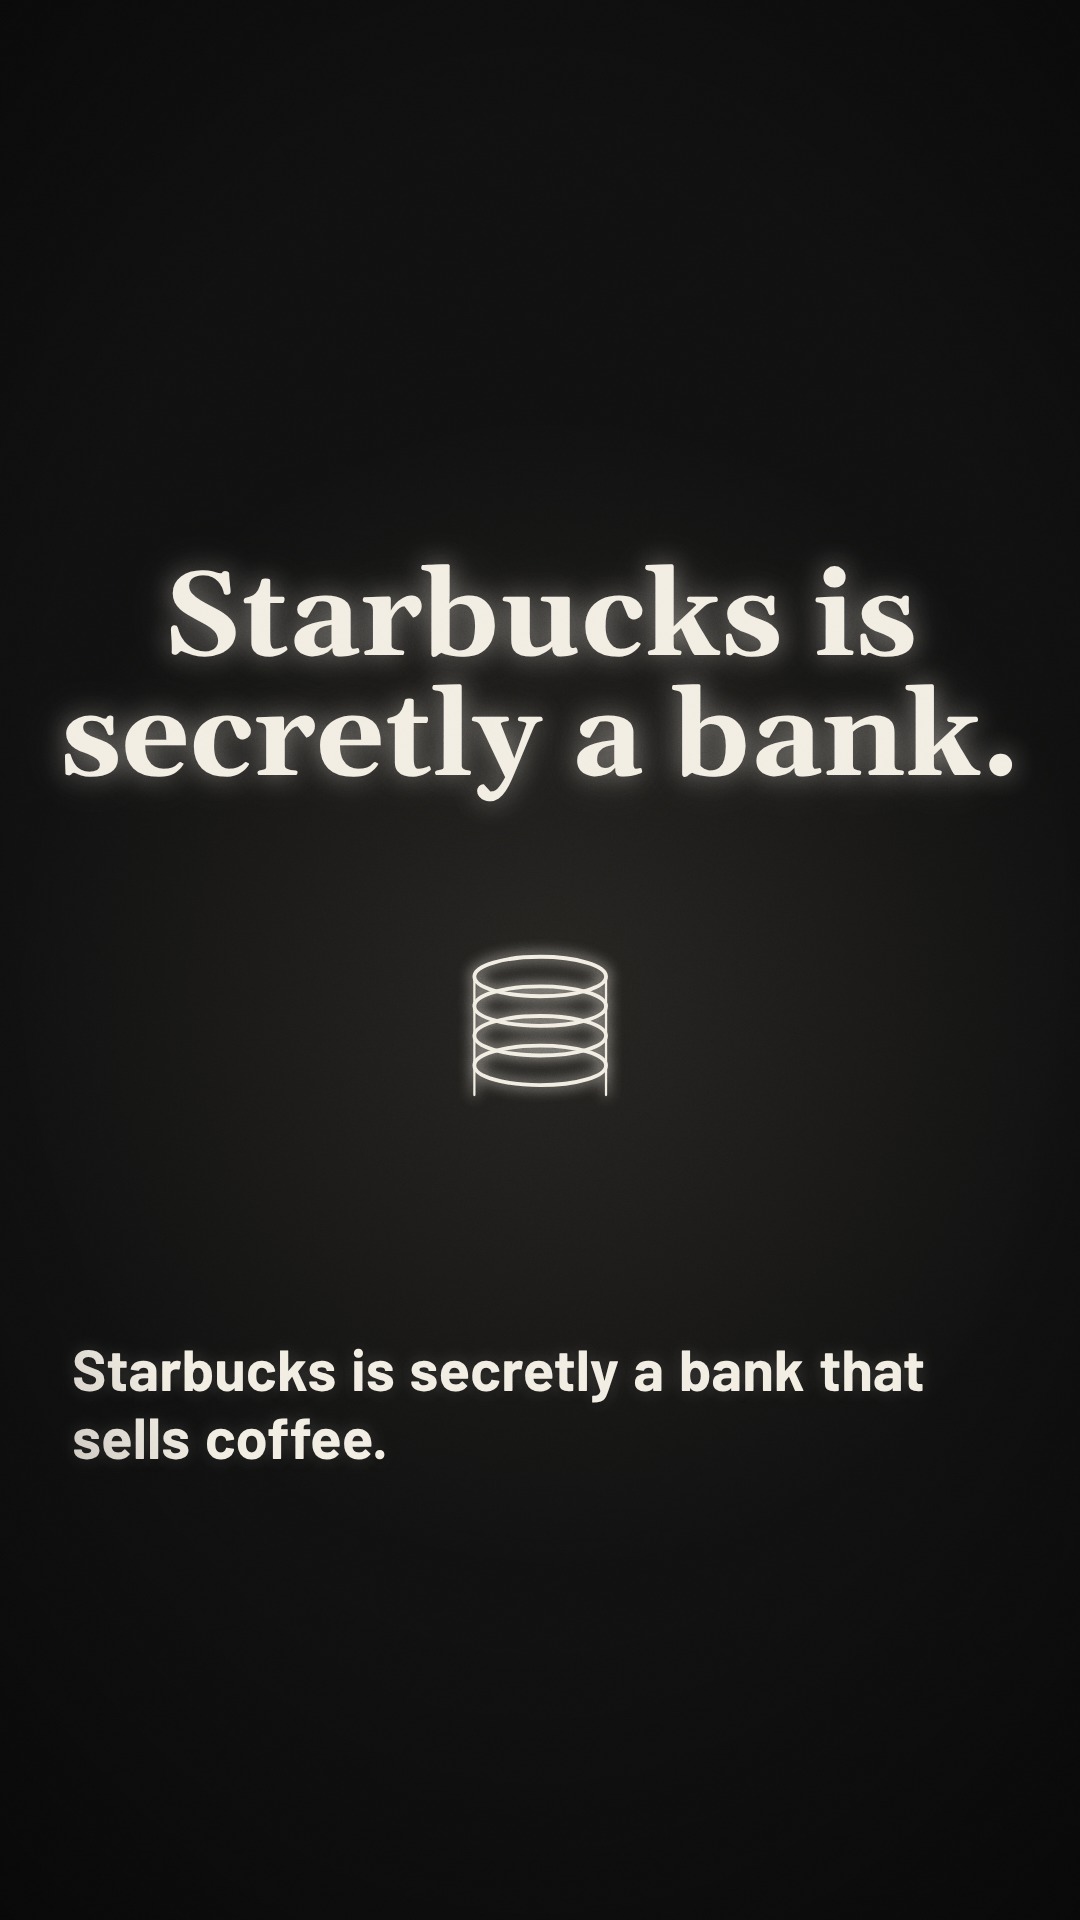 Starbucks is
secretly a bank.
Starbucks is secretly a bank that
sells coffee.